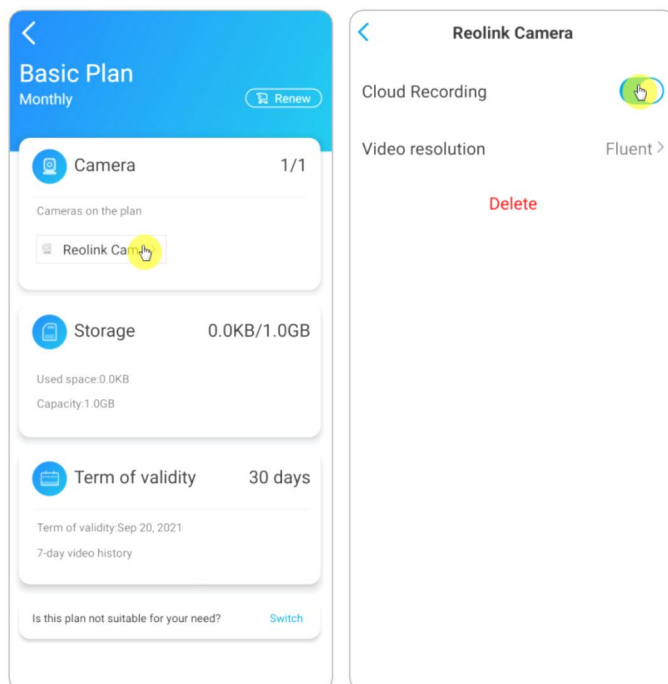 Basic Plan
Monthly
Renew
Camera 1/1
Cameras on the plan
Reolink
Storage 0.0KB/1.0GB
Used space:0.0KB
Capacity:1.0GB
Term of validity 30 days
Term of validity:Sep 20, 2021
7-day video history
Is this plan not suitable for your need? Switch
Reolink Camera
Cloud Recording
Video resolution Fluent
Delete